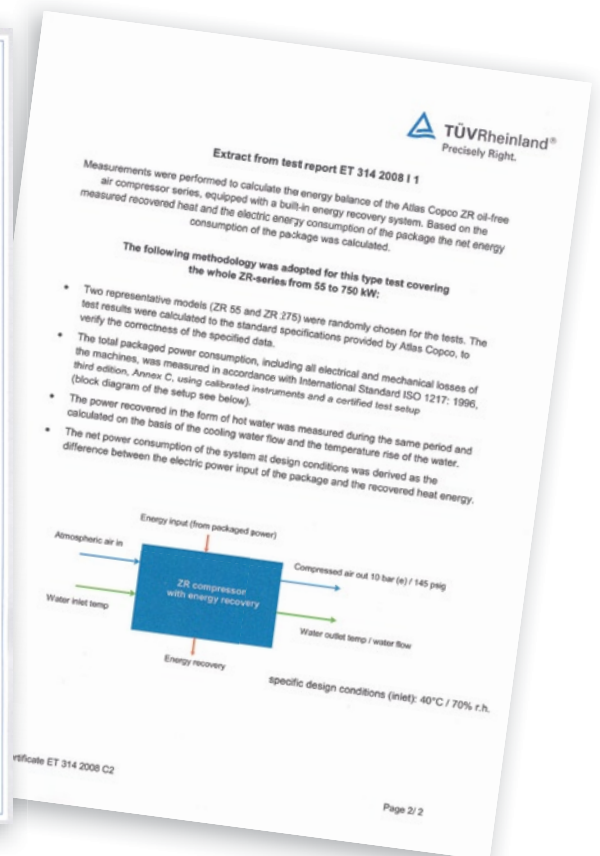 TÜVRheinland®
Precisely Right.
Extract from test report ET 314 2008 I 1
Measurements were performed to calculate the energy balance of the Atlas Copco ZR oil-free
air compressor series, equipped with a built-in energy recovery system. Based on the
measured recovered heat and the electric energy consumption of the package the net energy
consumption of the package was calculated.
The following methodology was adopted for this type test covering
the whole ZR-series from 55 to 750 kW:
• Two representative models (ZR 55 and ZR 275) were randomly chosen for the tests. The
test results were calculated to the standard specifications provided by Atlas Copco, to
verify the correctness of the specified data.
• The total packaged power consumption, including all electrical and mechanical losses of
the machines, was measured in accordance with International Standard ISO 1217: 1996,
third edition, Annex C, using calibrated instruments and a certified test setup
(block diagram of the setup see below).
• The power recovered in the form of hot water was measured during the same period and
calculated on the basis of the cooling water flow and the temperature rise of the water.
• The net power consumption of the system at design conditions was derived as the
difference between the electric power input of the package and the recovered heat energy.
Energy input (from packaged power)
Atmospheric air in
Compressed air out 10 bar (e) / 145 psig
ZR compressor
with energy recovery
Water inlet temp
Water outlet temp / water flow
Energy recovery
specific design conditions (inlet): 40°C / 70% r.h.
rtificate ET 314 2008 C2
Page 2/ 2